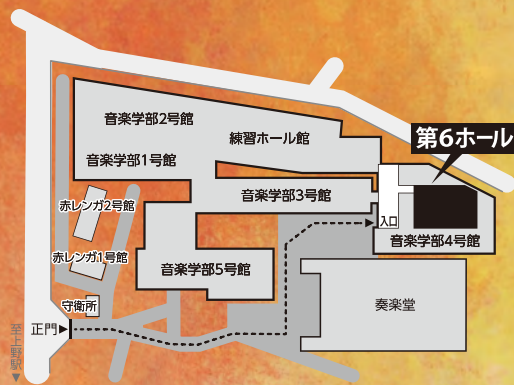 音楽学部2号館
練習ホール館
第6ホール
音楽学部1号館
音楽学部3号館
赤レンガ2号館
入口
音楽学部4号館
赤レンガ1号館
音楽学部5号館
守衛所
奏楽堂
正門▶
至上野駅▼